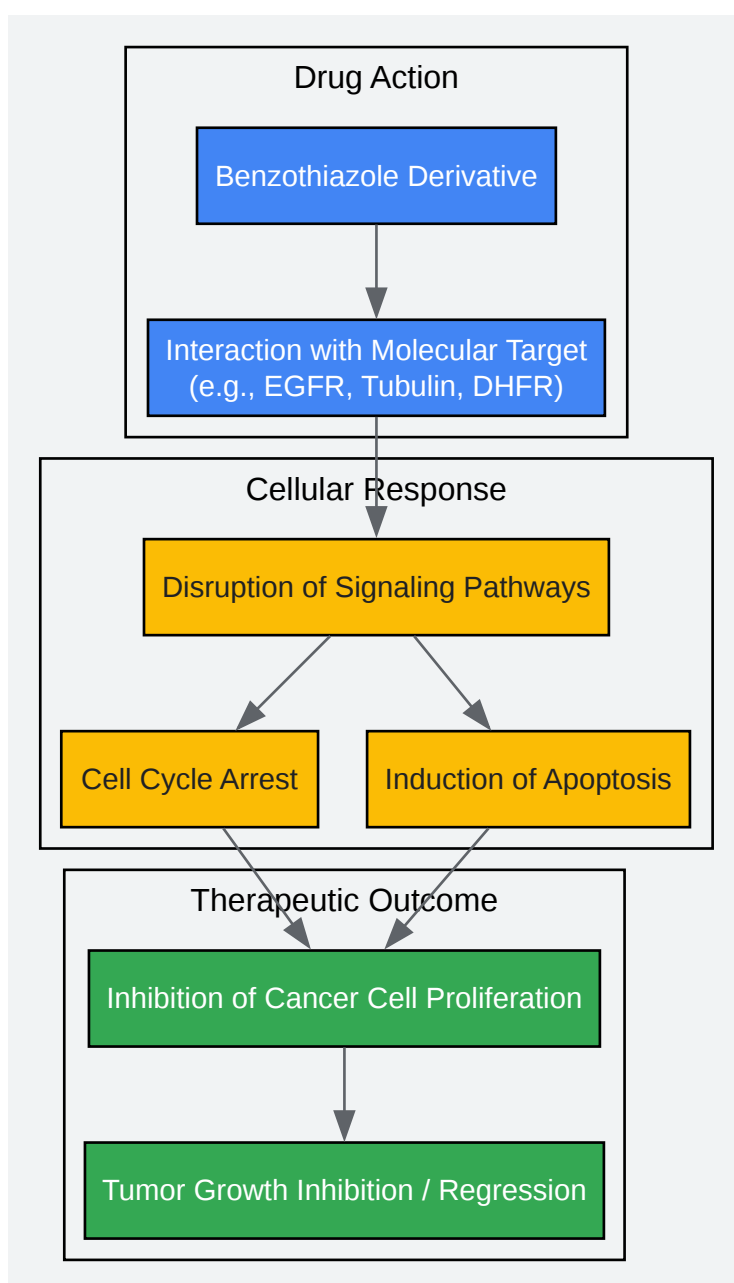 Drug Action
Benzothiazole Derivative
Interaction with Molecular Target
(e.g., EGFR, Tubulin, DHFR)
Cellular Response
Disruption of Signaling Pathways
Cell Cycle Arrest
Induction of Apoptosis
Therapeutic Outcome
Inhibition of Cancer Cell Proliferation
Tumor Growth Inhibition / Regression